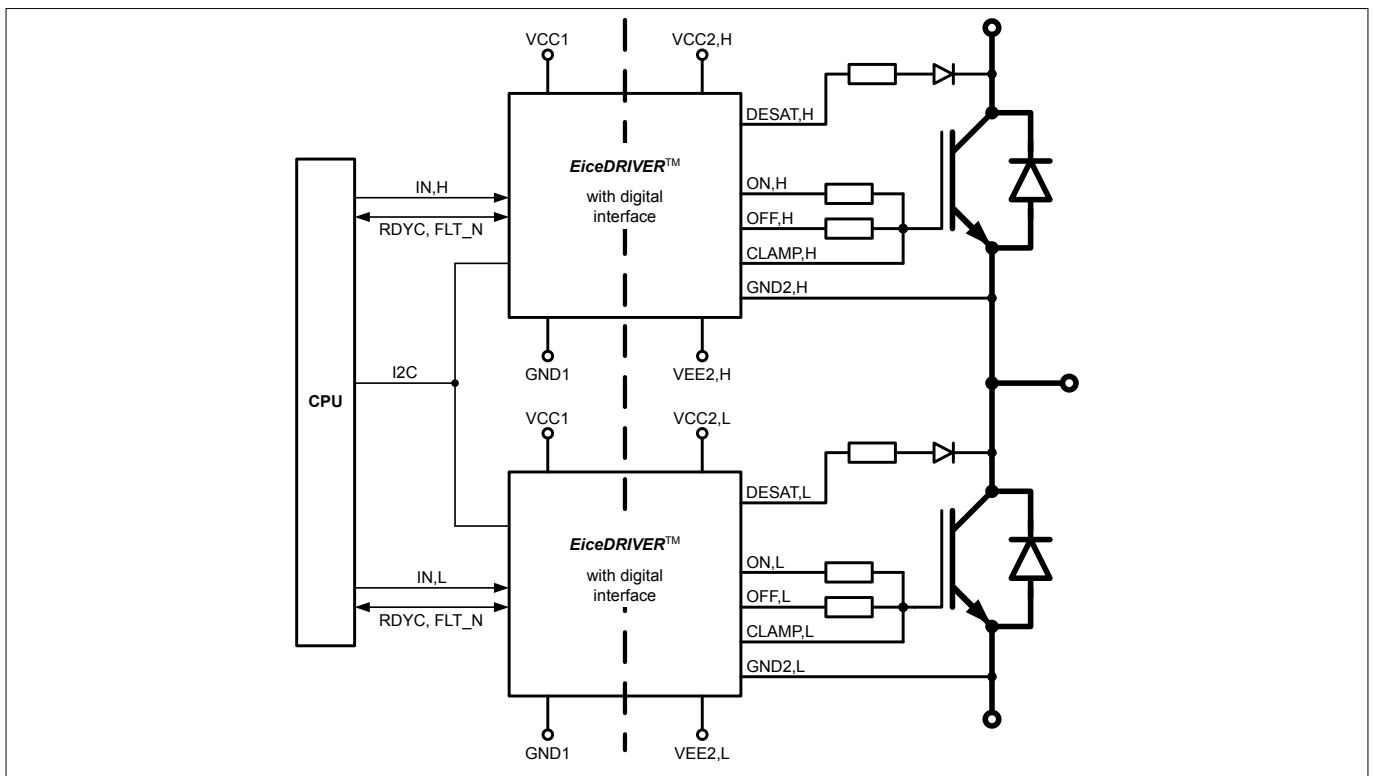 VCC1
VCC2,H
DESAT,H
EiceDRIVER™
with digital
interface
IN,H
RDYC, FLT_N
ON,H
OFF,H
CLAMP,H
GND2,H
GND1
VEE2,H
I2C
CPU
VCC1
VCC2,L
DESAT,L
EiceDRIVER™
with digital
interface
IN,L
RDYC, FLT_N
ON,L
OFF,L
CLAMP,L
GND2,L
GND1
VEE2,L